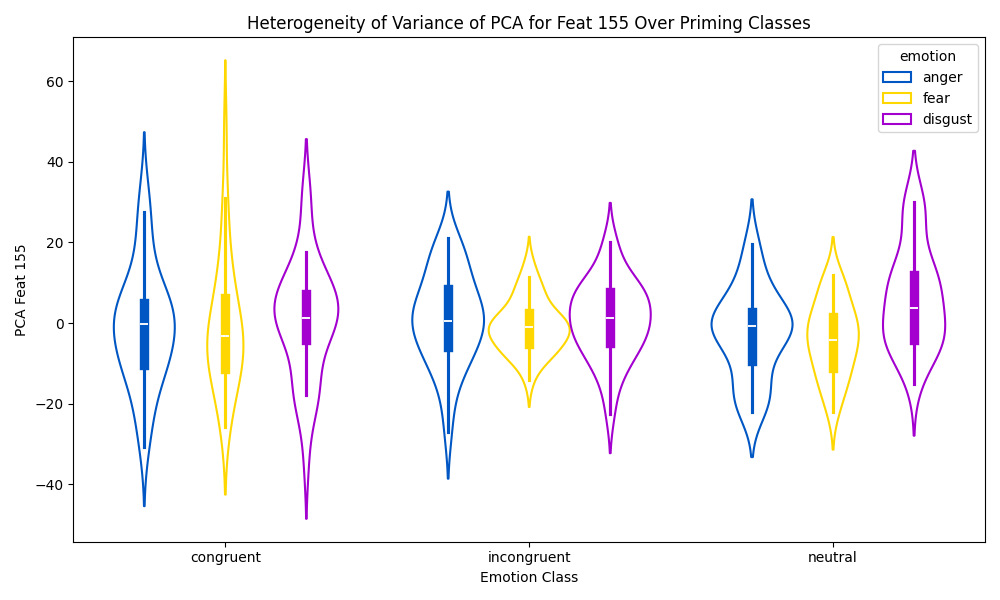 Heterogeneity of Variance of PCA for Feat 155 Over Priming Classes
emotion
anger
fear
disgust
PCA Feat 155
60
40
20
0
−20
−40
congruent
incongruent
neutral
Emotion Class